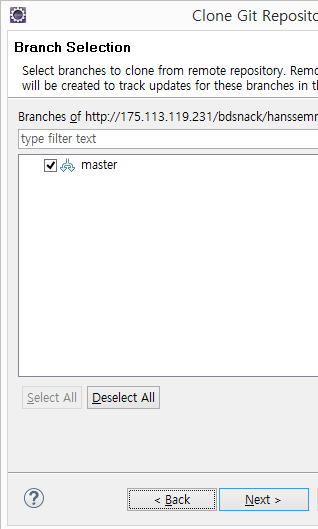 Clone Git Reposito
Branch Selection
Select branches to clone from remote repository. Remo
will be created to track updates for these branches in th
Branches of http://175.113.119.231/bdsnack/hanssemr
type filter text
master
Select All
Deselect All
?
< Back
Next >